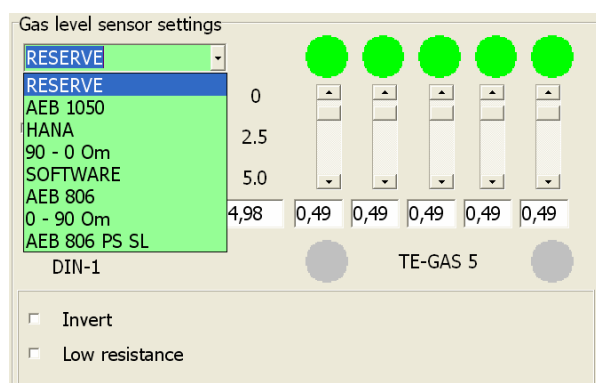 Gas level sensor settings
RESERVE
RESERVE
AEB 1050
0
HANA
90 - 0 Om
2.5
SOFTWARE
5.0
AEB 806
0 - 90 Om
4,98 0,49 0,49 0,49 0,49 0,49
AEB 806 PS SL
DIN-1 TE-GAS 5
Invert
Low resistance